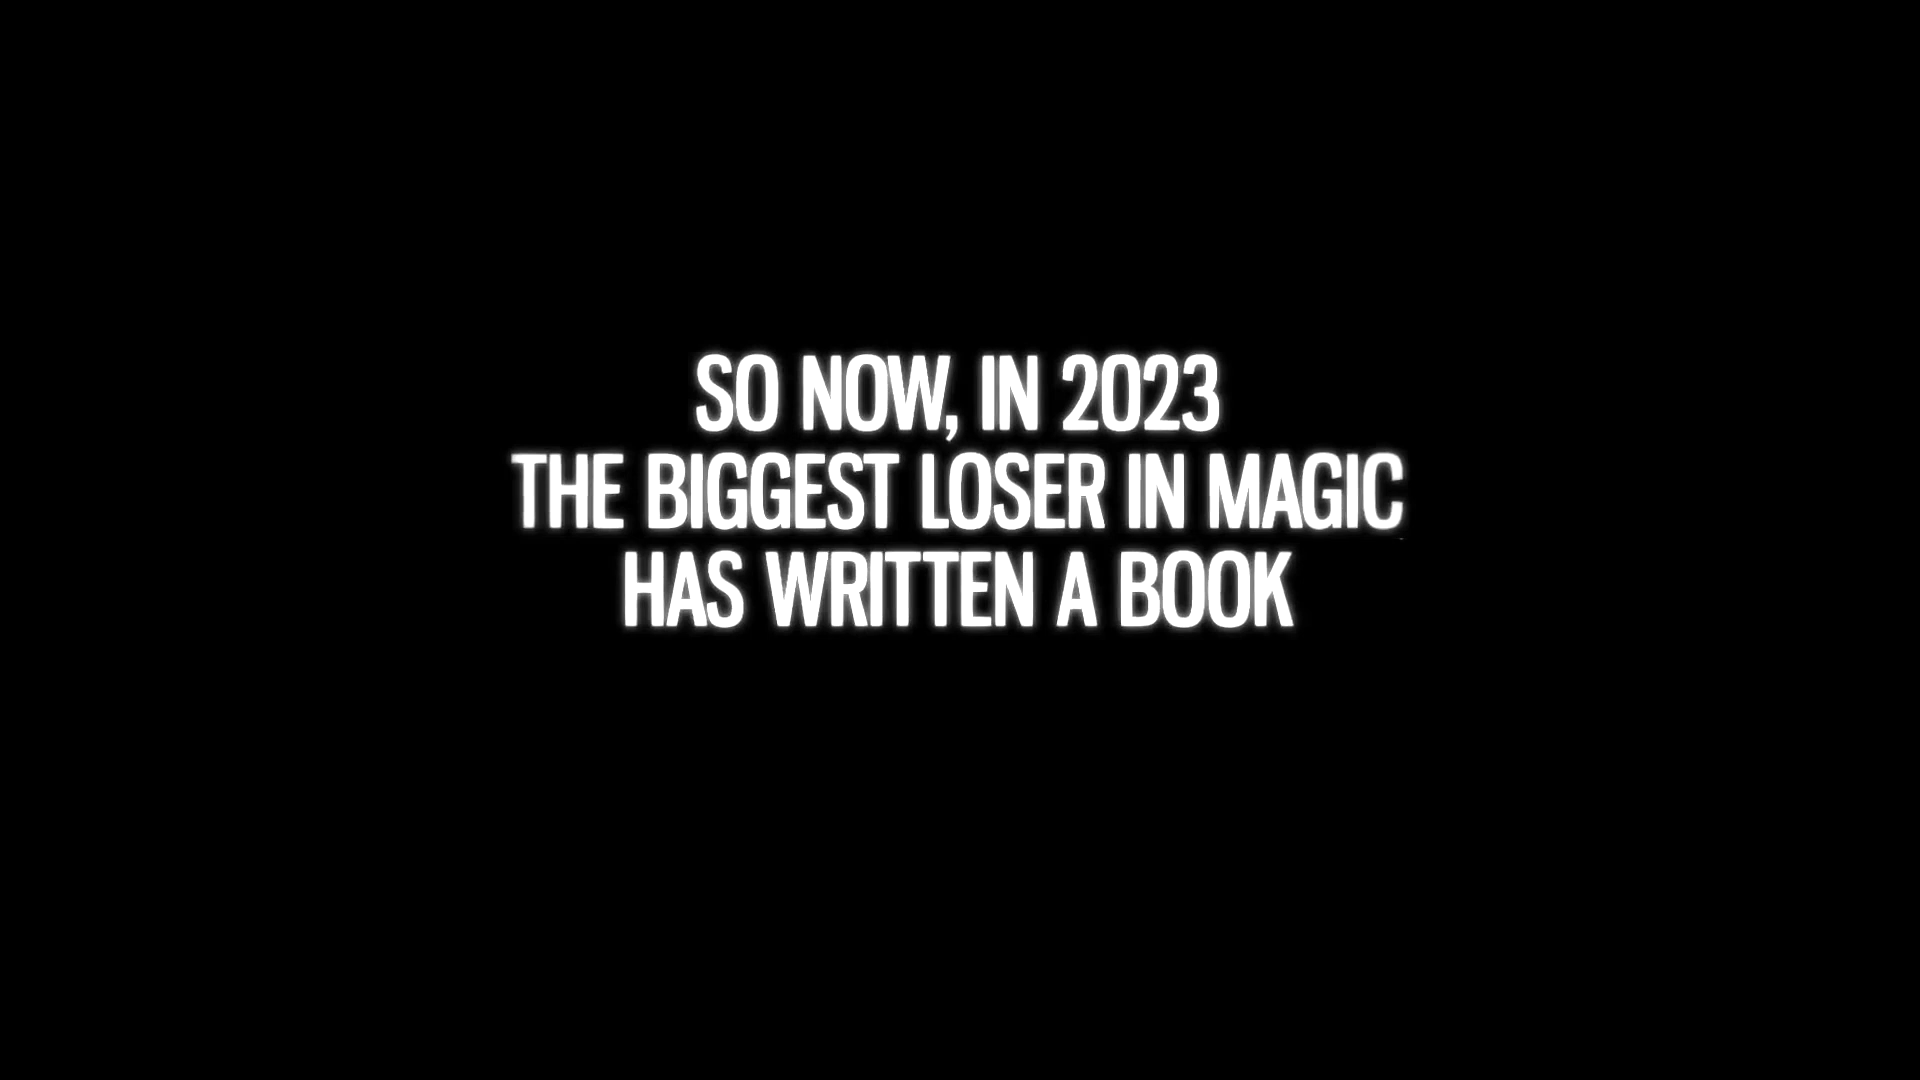 SO NOW, IN 2023
THE BIGGEST LOSER IN MAGIC
HAS WRITTEN A BOOK